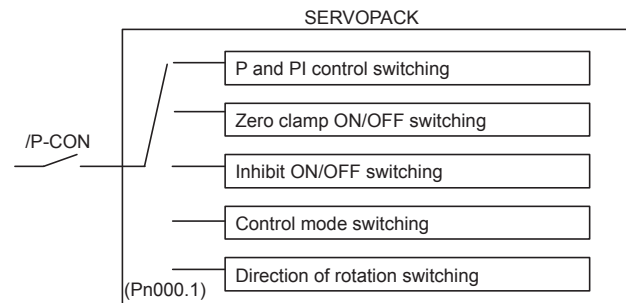 SERVOPACK
P and PI control switching
Zero clamp ON/OFF switching
/P-CON
Inhibit ON/OFF switching
Control mode switching
Direction of rotation switching
(Pn000.1)